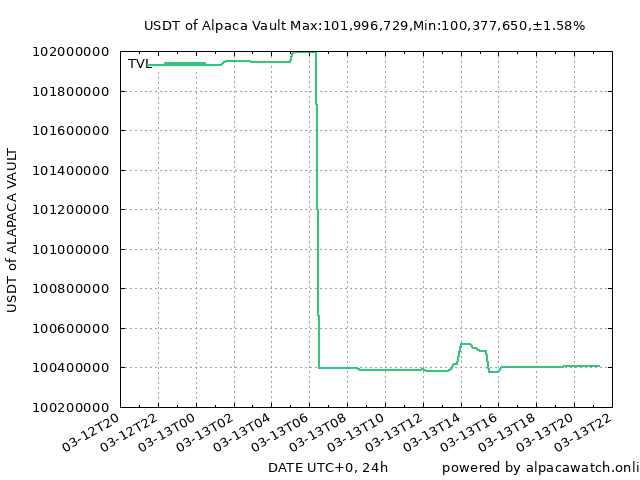 USDT of Alpaca Vault Max:101,996,729,Min:100,377,650,±1.58%
USDT of ALAPACA VAULT
102000000
101800000
101600000
101400000
101200000
101000000
100800000
100600000
100400000
100200000
TVL
03-12T20
03-12T22
03-13T00
03-13T02
03-13T04
03-13T06
03-13T08
03-13T10
03-13T12
03-13T14
03-13T16
03-13T18
03-13T20
03-13T22
DATE UTC+0, 24h
powered by alpacawatch.onli